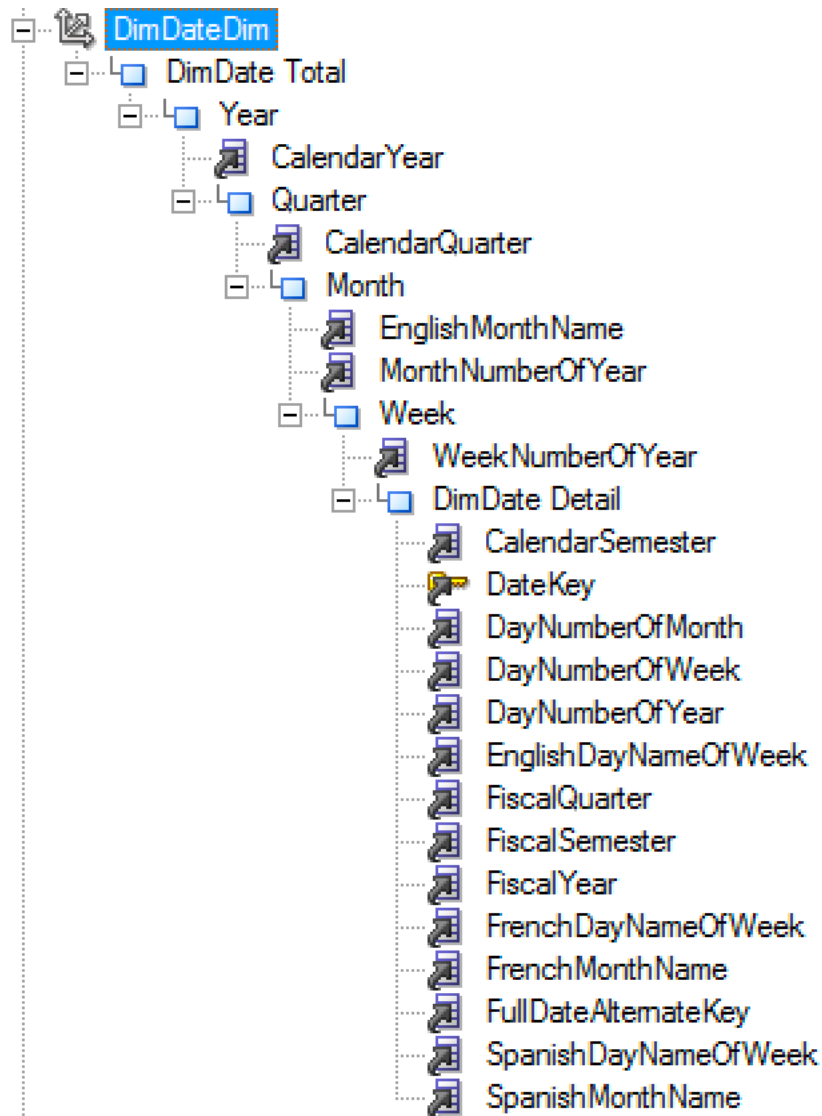 DimDateDim
DimDate Total
Year
CalendarYear
Quarter
CalendarQuarter
Month
EnglishMonthName
MonthNumberOfYear
Week
WeekNumberOfYear
DimDate Detail
CalendarSemester
DateKey
DayNumberOfMonth
DayNumberOfWeek
DayNumberOfYear
EnglishDayNameOfWeek
FiscalQuarter
FiscalSemester
FiscalYear
FrenchDayNameOfWeek
FrenchMonthName
FullDateAlternateKey
SpanishDayNameOfWeek
SpanishMonthName